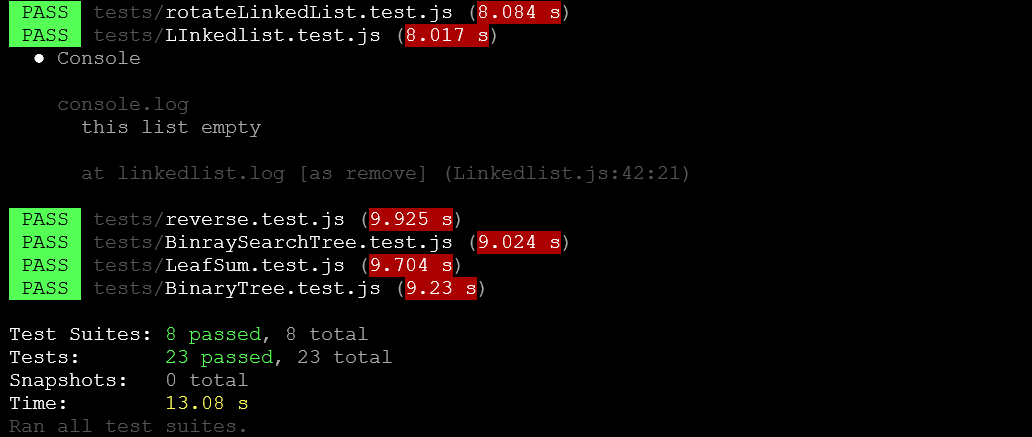 PASS tests/rotateLinkedList.test.js (8.084 s)
PASS tests/LInkedlist.test.js (8.017 s)
● Console
console.log
this list empty
at linkedlist.log [as remove] (Linkedlist.js:42:21)
PASS tests/reverse.test.js (9.925 s)
PASS tests/BinraySearchTree.test.js (9.024 s)
PASS tests/LeafSum.test.js (9.704 s)
PASS tests/BinaryTree.test.js (9.23 s)
Test Suites: 8 passed, 8 total
Tests: 23 passed, 23 total
Snapshots: 0 total
Time: 13.08 s
Ran all test suites.